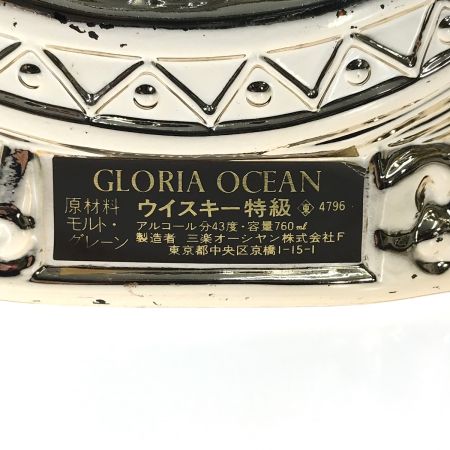 GLORIA OCEAN
原材料 ウイスキー特級 4796
モルト・ アルコール分43度・容量760ml
グレーン 製造者 三楽オーシャン株式会社F
東京都中央区京橋1-15-1